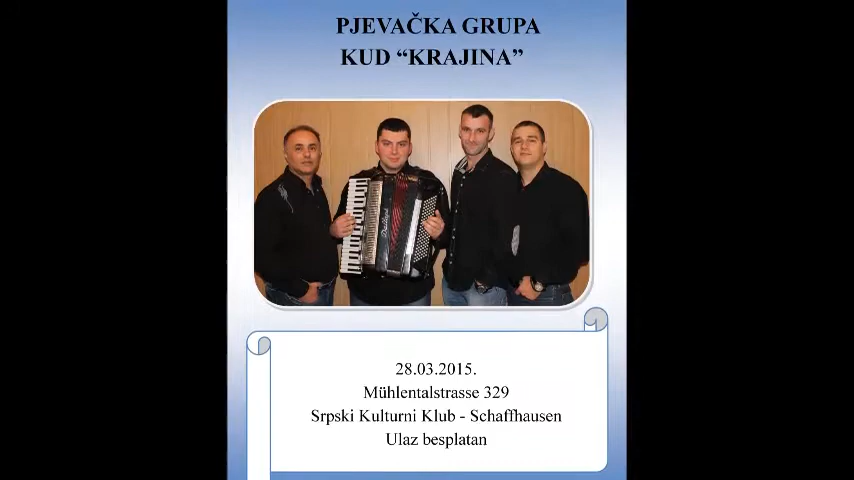 PJEVAČKA GRUPA
KUD “KRAJINA”
28.03.2015.
Mühlentalstrasse 329
Srpski Kulturni Klub - Schaffhausen
Ulaz besplatan